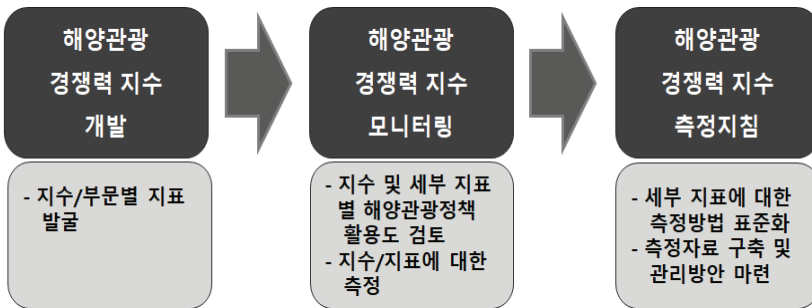 해양관광
경쟁력 지수
개발
- 지수/부문별 지표
발굴
해양관광
경쟁력 지수
모니터링
- 지수 및 세부 지표
별 해양관광정책
활용도 검토
- 지수/지표에 대한
측정
해양관광
경쟁력 지수
측정지침
- 세부 지표에 대한
측정방법 표준화
- 측정자료 구축 및
관리방안 마련